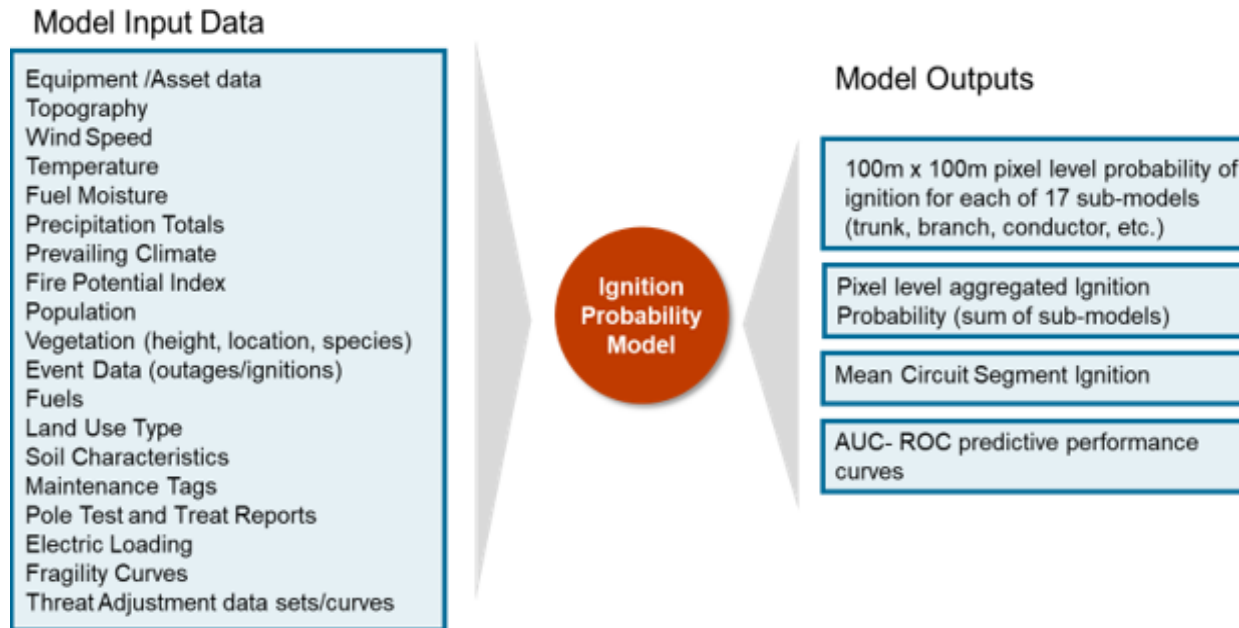 Model Input Data
Equipment /Asset data
Topography
Wind Speed
Temperature
Fuel Moisture
Precipitation Totals
Prevailing Climate
Fire Potential Index
Population
Vegetation (height, location, species)
Event Data (outages/ignitions)
Fuels
Land Use Type
Soil Characteristics
Maintenance Tags
Pole Test and Treat Reports
Electric Loading
Fragility Curves
Threat Adjustment data sets/curves
Ignition
Probability
Model
Model Outputs
100m x 100m pixel level probability of
ignition for each of 17 sub-models
(trunk, branch, conductor, etc.)
Pixel level aggregated Ignition
Probability (sum of sub-models)
Mean Circuit Segment Ignition
AUC- ROC predictive performance
curves